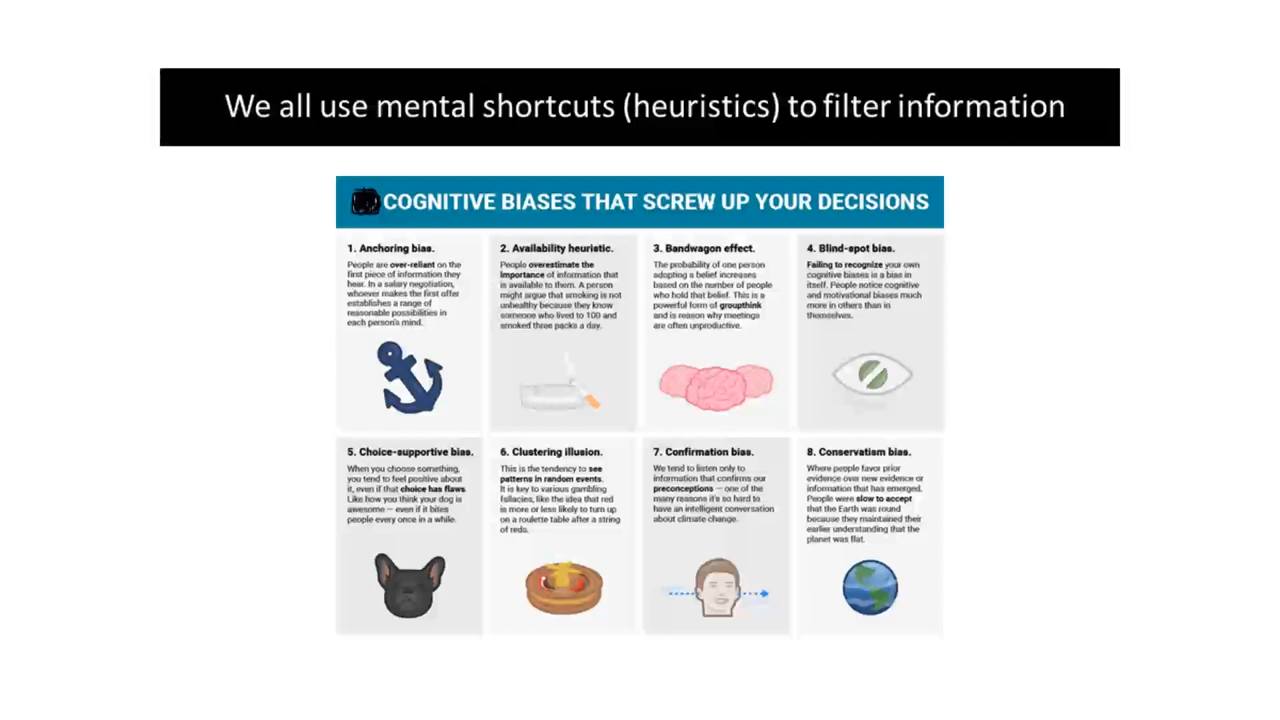 We all use mental shortcuts (heuristics) to filter information
COGNITIVE BIASES THAT SCREW UP YOUR DECISIONS
1. Anchoring bias.
People are over-reliant on the
first piece of information they
hear. In a salary negotiation,
whoever makes the first offer
establishes a range of
reasonable possibilities in
each person's mind.
2. Availability heuristic.
People overestimate the
importance of information that
is available to them. A person
might argue that smoking is not
unhealthy because they know
someone who lived to 100 and
smoked three packs a day.
3. Bandwagon effect.
The probability of one person
adopting a belief increases
based on the number of people
who hold that belief. This is a
powerful form of groupthink
and is reason why meetings
are often unproductive.
4. Blind-spot bias.
Failing to recognize your own
cognitive biases is a bias in
itself. People notice cognitive
and motivational biases much
more in others than in
themselves.
5. Choice-supportive bias.
When you choose something,
you tend to feel positive about
it, even if that choice has flaws.
Like how you think your dog is
awesome — even if it bites
people every once in a while.
6. Clustering illusion.
This is the tendency to see
patterns in random events.
It is key to various gambling
fallacies, like the idea that red
is more or less likely to turn up
on a roulette table after a string
of reds.
7. Confirmation bias.
We tend to listen only to
information that confirms our
preconceptions — one of the
many reasons it's so hard to
have an intelligent conversation
about climate change.
8. Conservatism bias.
Where people favor prior
evidence over new evidence or
information that has emerged.
People were slow to accept
that the Earth was round
because they maintained their
earlier understanding that the
planet was flat.